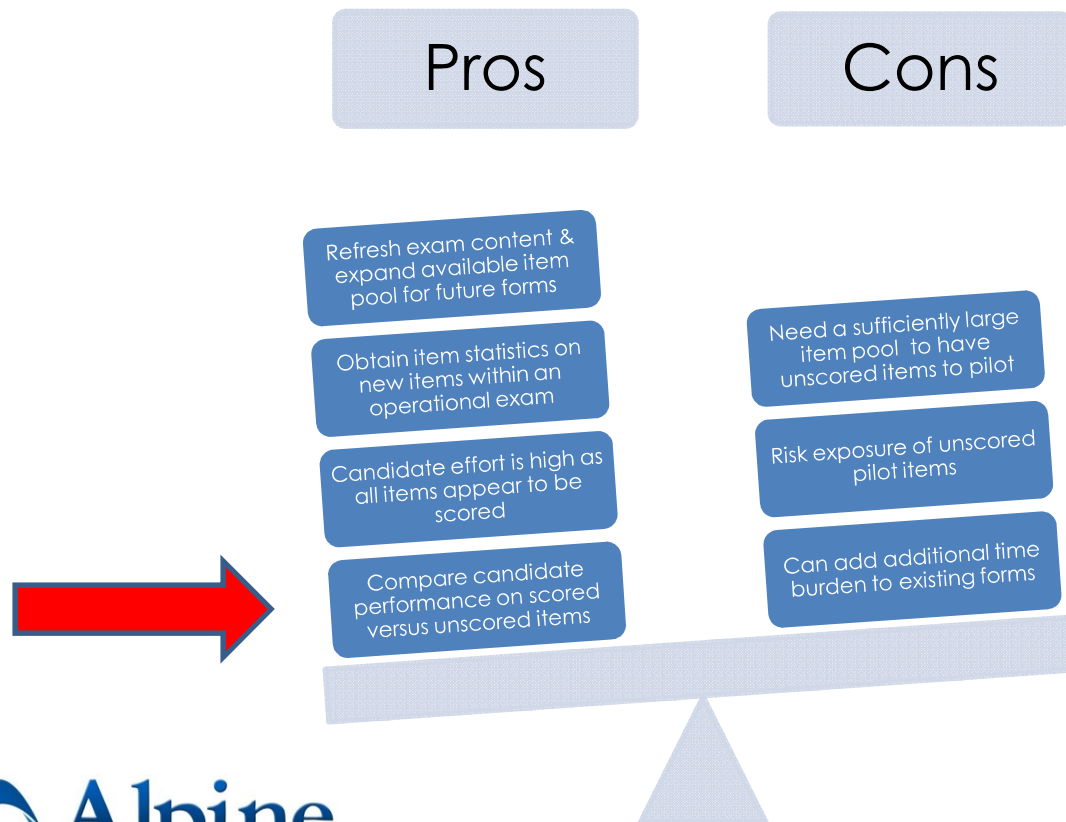 Pros
Cons
Refresh exam content &
expand available item
pool for future forms
Obtain item statistics on
new items within an
operational exam
Candidate effort is high as
all items appear to be
scored
Compare candidate
performance on scored
versus unscored items
Need a sufficiently large
item pool to have
unscored items to pilot
Risk exposure of unscored
pilot items
Can add additional time
burden to existing forms
Alpine